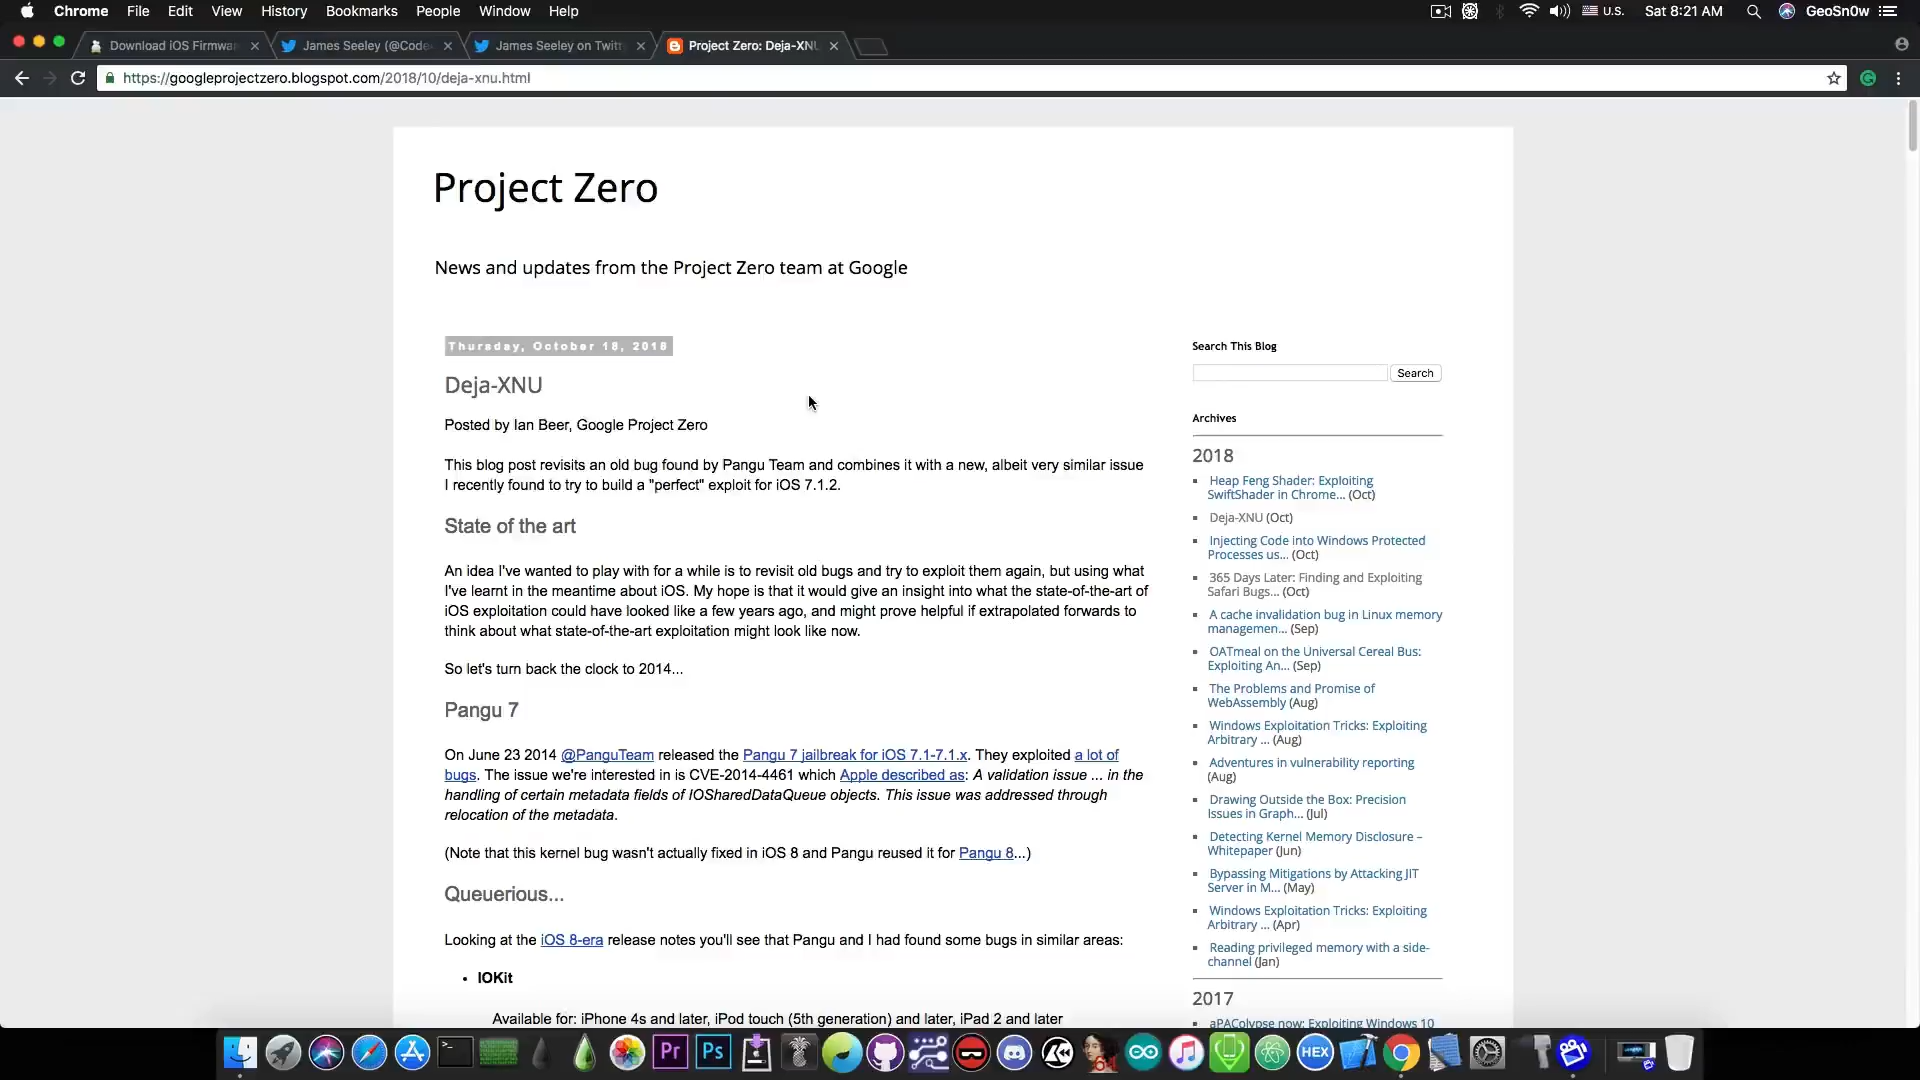 Chrome File Edit View History Bookmarks People Window Help
U.S. Sat 8:21 AM GeoSn0w
Download iOS Firmwa
James Seeley (@Code
James Seeley on Twitt
Project Zero: Deja-XNU
https://googleprojectzero.blogspot.com/2018/10/deja-xnu.html
Project Zero
News and updates from the Project Zero team at Google
Thursday, October 18, 2018
Deja-XNU
Posted by Ian Beer, Google Project Zero
This blog post revisits an old bug found by Pangu Team and combines it with a new, albeit very similar issue
I recently found to try to build a "perfect" exploit for iOS 7.1.2.
State of the art
An idea I've wanted to play with for a while is to revisit old bugs and try to exploit them again, but using what
I've learnt in the meantime about iOS. My hope is that it would give an insight into what the state-of-the-art of
iOS exploitation could have looked like a few years ago, and might prove helpful if extrapolated forwards to
think about what state-of-the-art exploitation might look like now.
So let's turn back the clock to 2014...
Pangu 7
On June 23 2014 @PanguTeam released the Pangu 7 jailbreak for iOS 7.1-7.1.x. They exploited a lot of
bugs. The issue we're interested in is CVE-2014-4461 which Apple described as: A validation issue ... in the
handling of certain metadata fields of IOSharedDataQueue objects. This issue was addressed through
relocation of the metadata.
(Note that this kernel bug wasn't actually fixed in iOS 8 and Pangu reused it for Pangu 8...)
Queuerious...
Looking at the iOS 8-era release notes you'll see that Pangu and I had found some bugs in similar areas:
• IOKit
Available for: iPhone 4s and later, iPod touch (5th generation) and later, iPad 2 and later
Search This Blog
Search
Archives
2018
Heap Feng Shader: Exploiting
SwiftShader in Chrome... (Oct)
Deja-XNU (Oct)
Injecting Code into Windows Protected
Processes us... (Oct)
365 Days Later: Finding and Exploiting
Safari Bugs... (Oct)
A cache invalidation bug in Linux memory
managemen... (Sep)
OATmeal on the Universal Cereal Bus:
Exploiting An... (Sep)
The Problems and Promise of
WebAssembly (Aug)
Windows Exploitation Tricks: Exploiting
Arbitrary ... (Aug)
Adventures in vulnerability reporting
(Aug)
Drawing Outside the Box: Precision
Issues in Graph... (Jul)
Detecting Kernel Memory Disclosure –
Whitepaper (Jun)
Bypassing Mitigations by Attacking JIT
Server in M... (May)
Windows Exploitation Tricks: Exploiting
Arbitrary ... (Apr)
Reading privileged memory with a side-
channel (Jan)
2017
aPAColypse now: Exploiting Windows 10
Pr Ps HEX